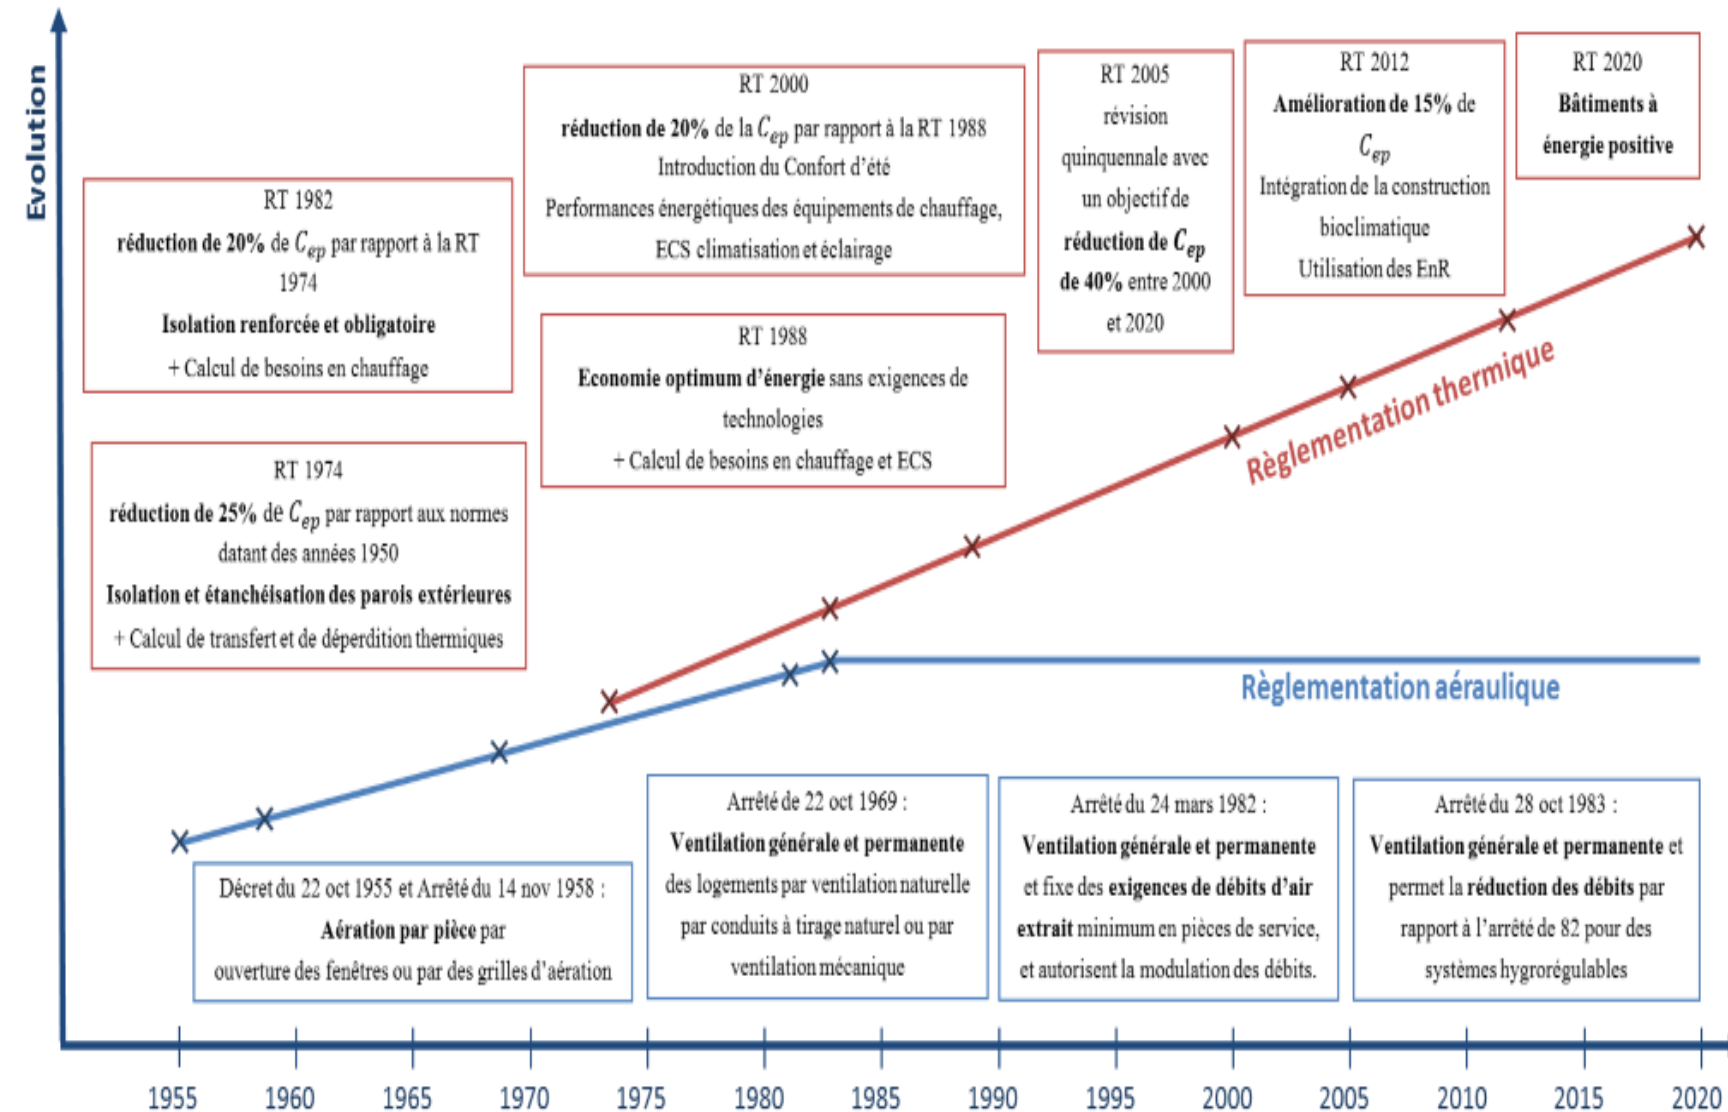 Evolution
RT 1982
réduction de 20% de Cep par rapport à la RT
1974
Isolation renforcée et obligatoire
+ Calcul de besoins en chauffage
RT 1974
réduction de 25% de Cep par rapport aux normes
datant des années 1950
Isolation et étanchéisation des parois extérieures
+ Calcul de transfert et de déperdition thermiques
RT 2000
réduction de 20% de la Cep par rapport à la RT 1988
Introduction du Confort d'été
Performances énergétiques des équipements de chauffage,
ECS climatisation et éclairage
RT 1988
Economie optimum d'énergie sans exigences de
technologies
+ Calcul de besoins en chauffage et ECS
RT 2005
révision
quinquennale avec
un objectif de
réduction de Cep
de 40% entre 2000
et 2020
RT 2012
Amélioration de 15% de
Cep
Intégration de la construction
bioclimatique
Utilisation des EnR
RT 2020
Bâtiments à
énergie positive
Règlementation thermique
Règlementation aéraulique
Décret du 22 oct 1955 et Arrêté du 14 nov 1958 :
Aération par pièce par
ouverture des fenêtres ou par des grilles d'aération
Arrêté de 22 oct 1969 :
Ventilation générale et permanente
des logements par ventilation naturelle
par conduits à tirage naturel ou par
ventilation mécanique
Arrêté du 24 mars 1982 :
Ventilation générale et permanente
et fixe des exigences de débits d'air
extrait minimum en pièces de service,
et autorisent la modulation des débits.
Arrêté du 28 oct 1983 :
Ventilation générale et permanente et
permet la réduction des débits par
rapport à l'arrêté de 82 pour des
systèmes hygrorégulables
1955 1960 1965 1970 1975 1980 1985 1990 1995 2000 2005 2010 2015 2020